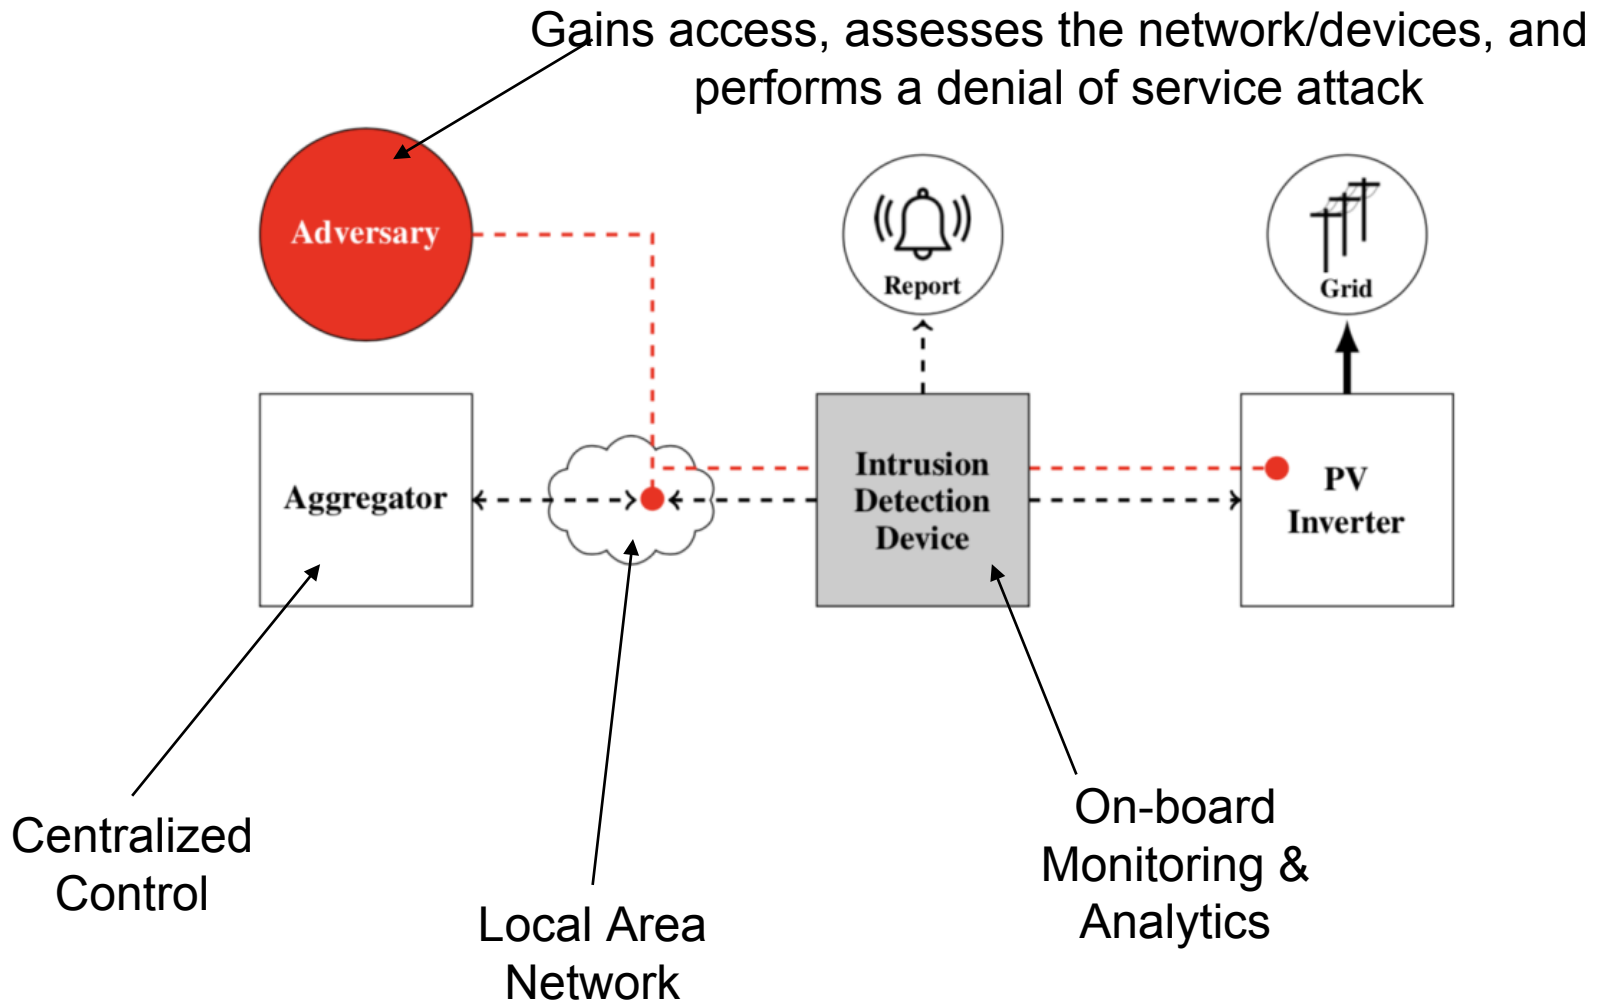 Gains access, assesses the network/devices, and
performs a denial of service attack
Adversary
Report
Grid
Aggregator
Intrusion
Detection
Device
PV
Inverter
Centralized
Control
Local Area
Network
On-board
Monitoring &
Analytics